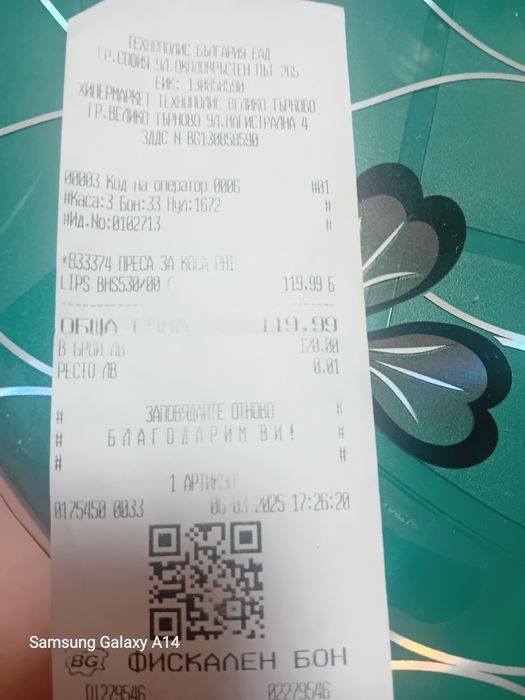 ТЕХНОПОЛИС БЪЛГАРИЯ ЕАД
ГР.СОФИЯ УЛ.ОКОЛОВРЪСТЕН ПЪТ 265
ЕИК: 130858590
ХИПЕРМАРКЕТ ТЕХНОПОЛИС ВЕЛИКО ТЪРНОВО
ГР.ВЕЛИКО ТЪРНОВО УЛ.МАГИСТРАЛНА 4
ЗДДС N BG130858590
00003 Код на оператор 0006 #01
#Каса:3 Бон:33 Нул:1672 #
#Ид.No:0102713 #
*833374 ПРЕСА ЗА КОСА PHI
LIPS BHS530/00 ( 119.99 Б
ОБЩА СУМА 119.99
В БРОЙ ЛВ 120.00
РЕСТО ЛВ 0.01
# ЗАПОВЯДАЙТЕ ОТНОВО #
# Б Л А Г О Д А Р И М В И ! #
# #
1 АРТИКУЛ
0175450 0033 06-03-2025 17:26:20
Samsung Galaxy A14
BG ФИСКАЛЕН БОН
DI279546 02279546